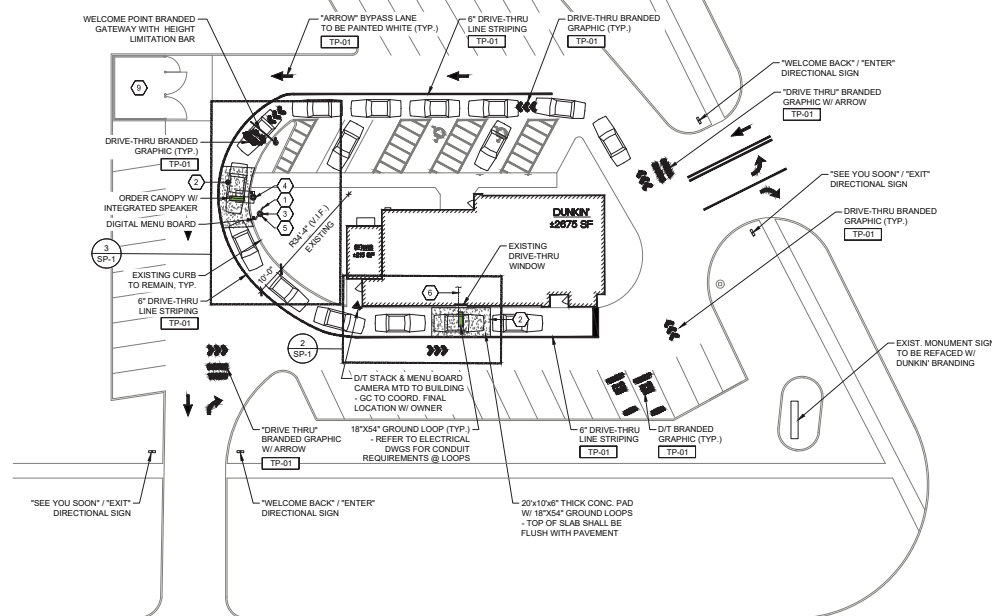 WELCOME POINT BRANDED
GATEWAY WITH HEIGHT
LIMITATION BAR
"ARROW" BYPASS LANE
TO BE PAINTED WHITE (TYP.)
TP-01
6" DRIVE-THRU
LINE STRIPING
TP-01
DRIVE-THRU BRANDED
GRAPHIC (TYP.)
TP-01
"WELCOME BACK" / "ENTER"
DIRECTIONAL SIGN
"DRIVE THRU" BRANDED
GRAPHIC W/ ARROW
TP-01
9
DRIVE-THRU BRANDED
GRAPHIC (TYP.)
TP-01
2
ORDER CANOPY W/
INTEGRATED SPEAKER
DIGITAL MENU BOARD
4
1
3
5
3
SP-1
R34'-4" (V.I.F.)
EXISTING
10'-0"
EXISTING CURB
TO REMAIN, TYP.
6" DRIVE-THRU
LINE STRIPING
TP-01
DUNKIN'
±2675 SF
EXISTING
DRIVE-THRU
WINDOW
6
2
2
SP-1
"SEE YOU SOON" / "EXIT"
DIRECTIONAL SIGN
DRIVE-THRU BRANDED
GRAPHIC (TYP.)
TP-01
EXIST. MONUMENT SIGN
TO BE REFACED W/
DUNKIN' BRANDING
D/T STACK & MENU BOARD
CAMERA MTD TO BUILDING
- GC TO COORD. FINAL
LOCATION W/ OWNER
"DRIVE THRU"
BRANDED GRAPHIC
W/ ARROW
TP-01
18"X54" GROUND LOOP (TYP.)
- REFER TO ELECTRICAL
DWGS FOR CONDUIT
REQUIREMENTS @ LOOPS
6" DRIVE-THRU
LINE STRIPING
TP-01
D/T BRANDED
GRAPHIC (TYP.)
TP-01
"SEE YOU SOON" / "EXIT"
DIRECTIONAL SIGN
"WELCOME BACK" / "ENTER"
DIRECTIONAL SIGN
20'x10'x6" THICK CONC. PAD
W/ 18"X54" GROUND LOOPS
- TOP OF SLAB SHALL BE
FLUSH WITH PAVEMENT